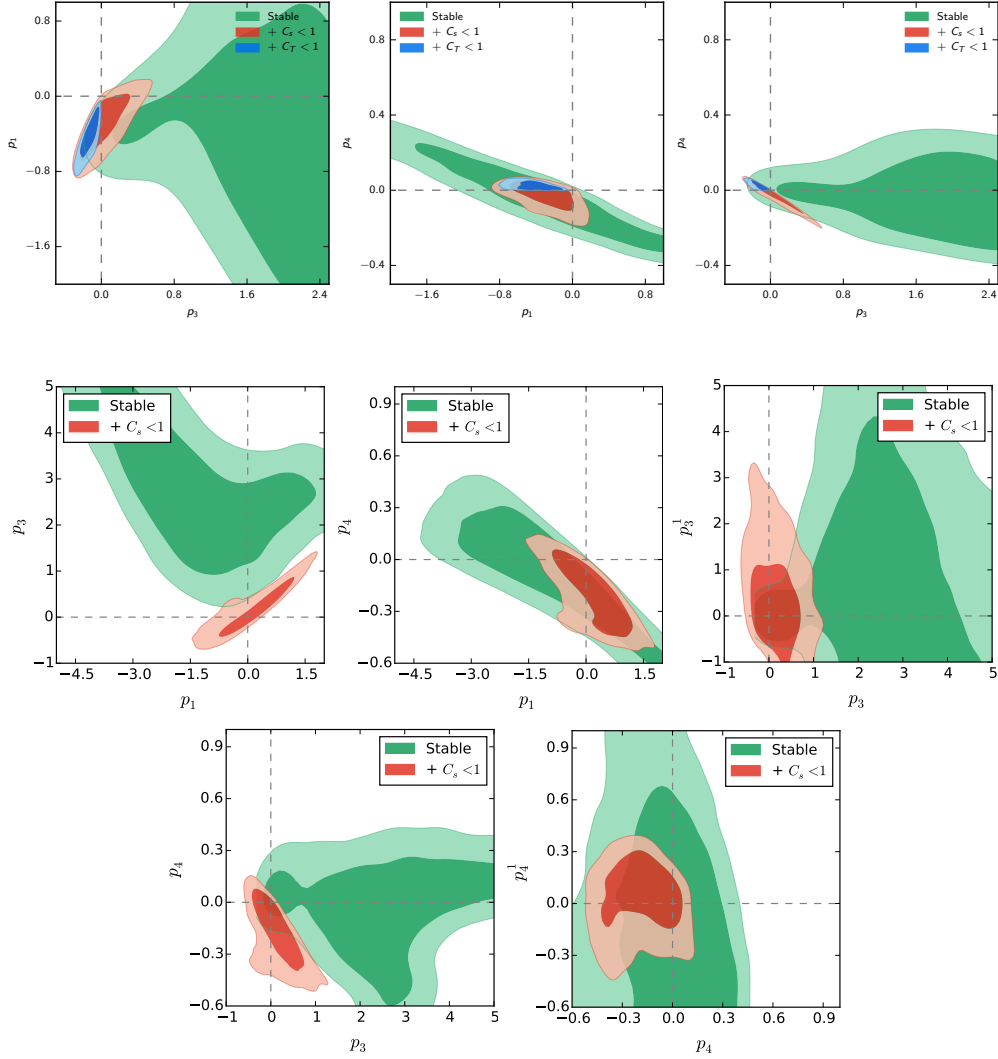 Stable
+ C_s < 1
+ C_T < 1
0.8
0.0
−0.8
−1.6
p_1
0.0 0.8 1.6 2.4
p_3
Stable
+ C_s < 1
+ C_T < 1
0.8
0.4
0.0
−0.4
p_4
−1.6 −0.8 0.0 0.8
p_1
Stable
+ C_s < 1
+ C_T < 1
0.8
0.4
0.0
−0.4
p_4
0.0 0.8 1.6 2.4
p_3
Stable
+ C_s <1
5
4
3
2
1
0
−1
p_3
−4.5 −3.0 −1.5 0.0 1.5
p_1
Stable
+ C_s <1
0.9
0.6
0.3
0.0
−0.3
−0.6
p_4
−4.5 −3.0 −1.5 0.0 1.5
p_1
Stable
+ C_s <1
5
4
3
2
1
0
−1
p_3^1
−1 0 1 2 3 4 5
p_3
Stable
+ C_s <1
0.9
0.6
0.3
0.0
−0.3
−0.6
p_4
−1 0 1 2 3 4 5
p_3
Stable
+ C_s <1
0.9
0.6
0.3
0.0
−0.3
−0.6
p_4^1
−0.6 −0.3 0.0 0.3 0.6 0.9
p_4